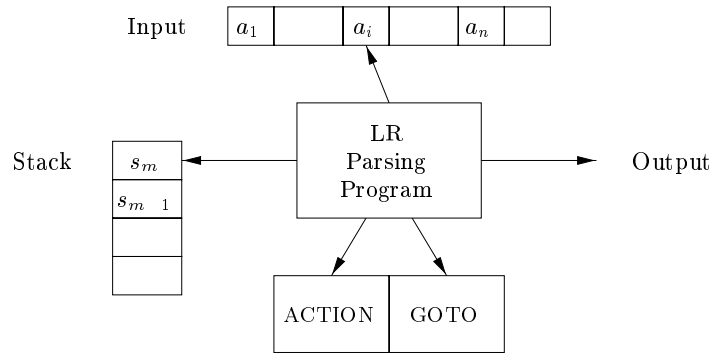 Input a₁ aᵢ aₙ
LR
Parsing
Program
Stack
Output
sₘ
sₘ ₁
ACTION GOTO